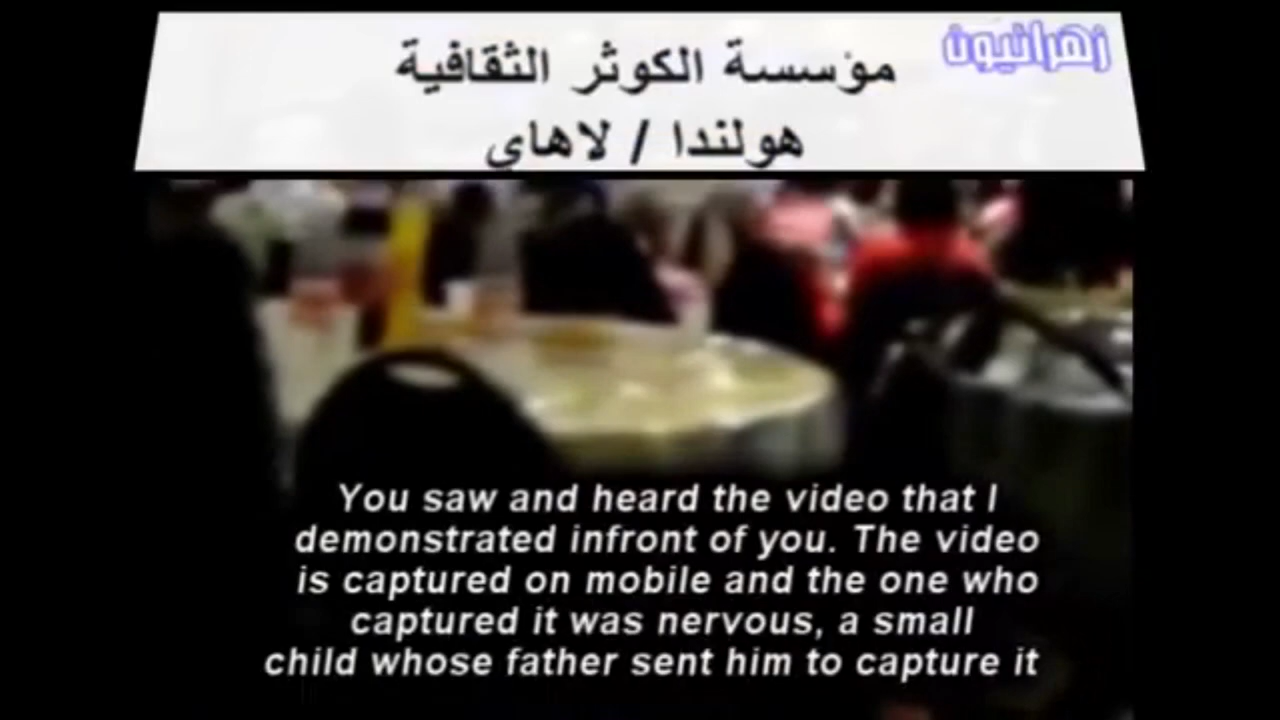 زهرائيون
مؤسسة الكوثر الثقافية
هولندا / لاهاي
You saw and heard the video that I
demonstrated infront of you. The video
is captured on mobile and the one who
captured it was nervous, a small
child whose father sent him to capture it